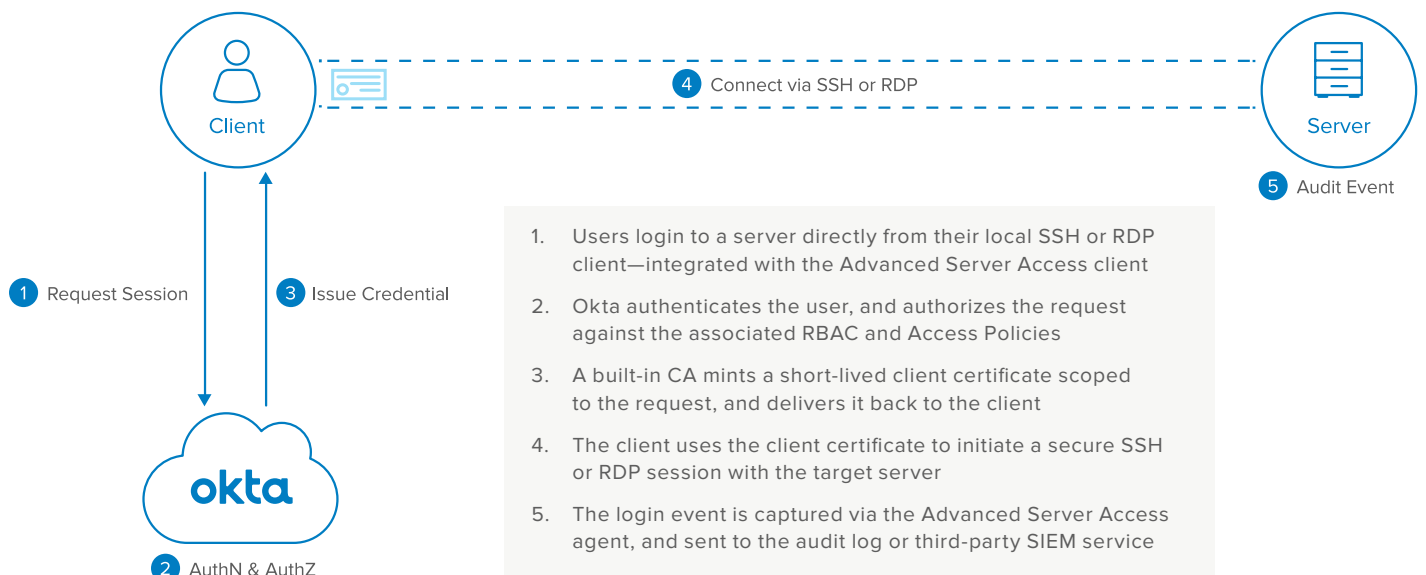 Client
4 Connect via SSH or RDP
Server
5 Audit Event
1 Request Session
3 Issue Credential
okta
2 AuthN & AuthZ
1. Users login to a server directly from their local SSH or RDP
client—integrated with the Advanced Server Access client
2. Okta authenticates the user, and authorizes the request
against the associated RBAC and Access Policies
3. A built-in CA mints a short-lived client certificate scoped
to the request, and delivers it back to the client
4. The client uses the client certificate to initiate a secure SSH
or RDP session with the target server
5. The login event is captured via the Advanced Server Access
agent, and sent to the audit log or third-party SIEM service